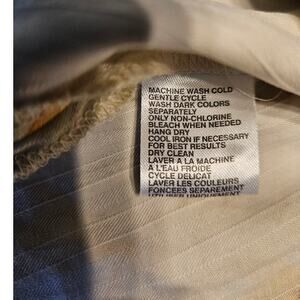 MACHINE WASH COLD
GENTLE CYCLE
WASH DARK COLORS
SEPARATELY
ONLY NON-CHLORINE
BLEACH WHEN NEEDED
HANG DRY
COOL IRON IF NECESSARY
FOR BEST RESULTS
DRY CLEAN
LAVER A LA MACHINE
A L'EAU FROIDE
CYCLE DELICAT
LAVER LES COULEURS
FONCEES SEPAREMENT
UTILISER UNIQUEMENT